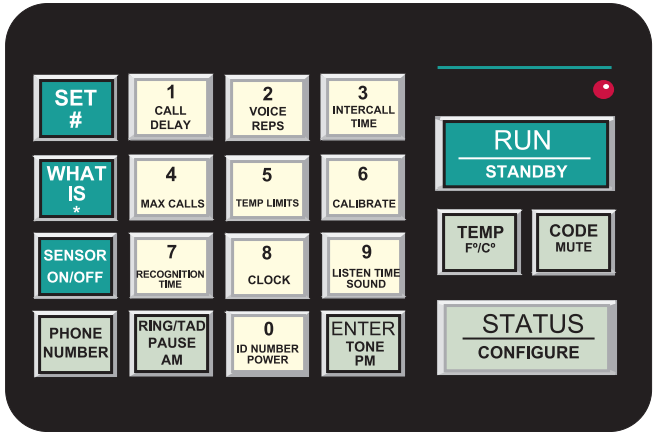 SET
#
1
CALL
DELAY
2
VOICE
REPS
3
INTERCALL
TIME
RUN
STANDBY
WHAT
IS
*
4
MAX CALLS
5
TEMP LIMITS
6
CALIBRATE
TEMP
Fº/Cº
CODE
MUTE
SENSOR
ON/OFF
7
RECOGNITION
TIME
8
CLOCK
9
LISTEN TIME
SOUND
PHONE
NUMBER
RING/TAD
PAUSE
AM
0
ID NUMBER
POWER
ENTER
TONE
PM
STATUS
CONFIGURE